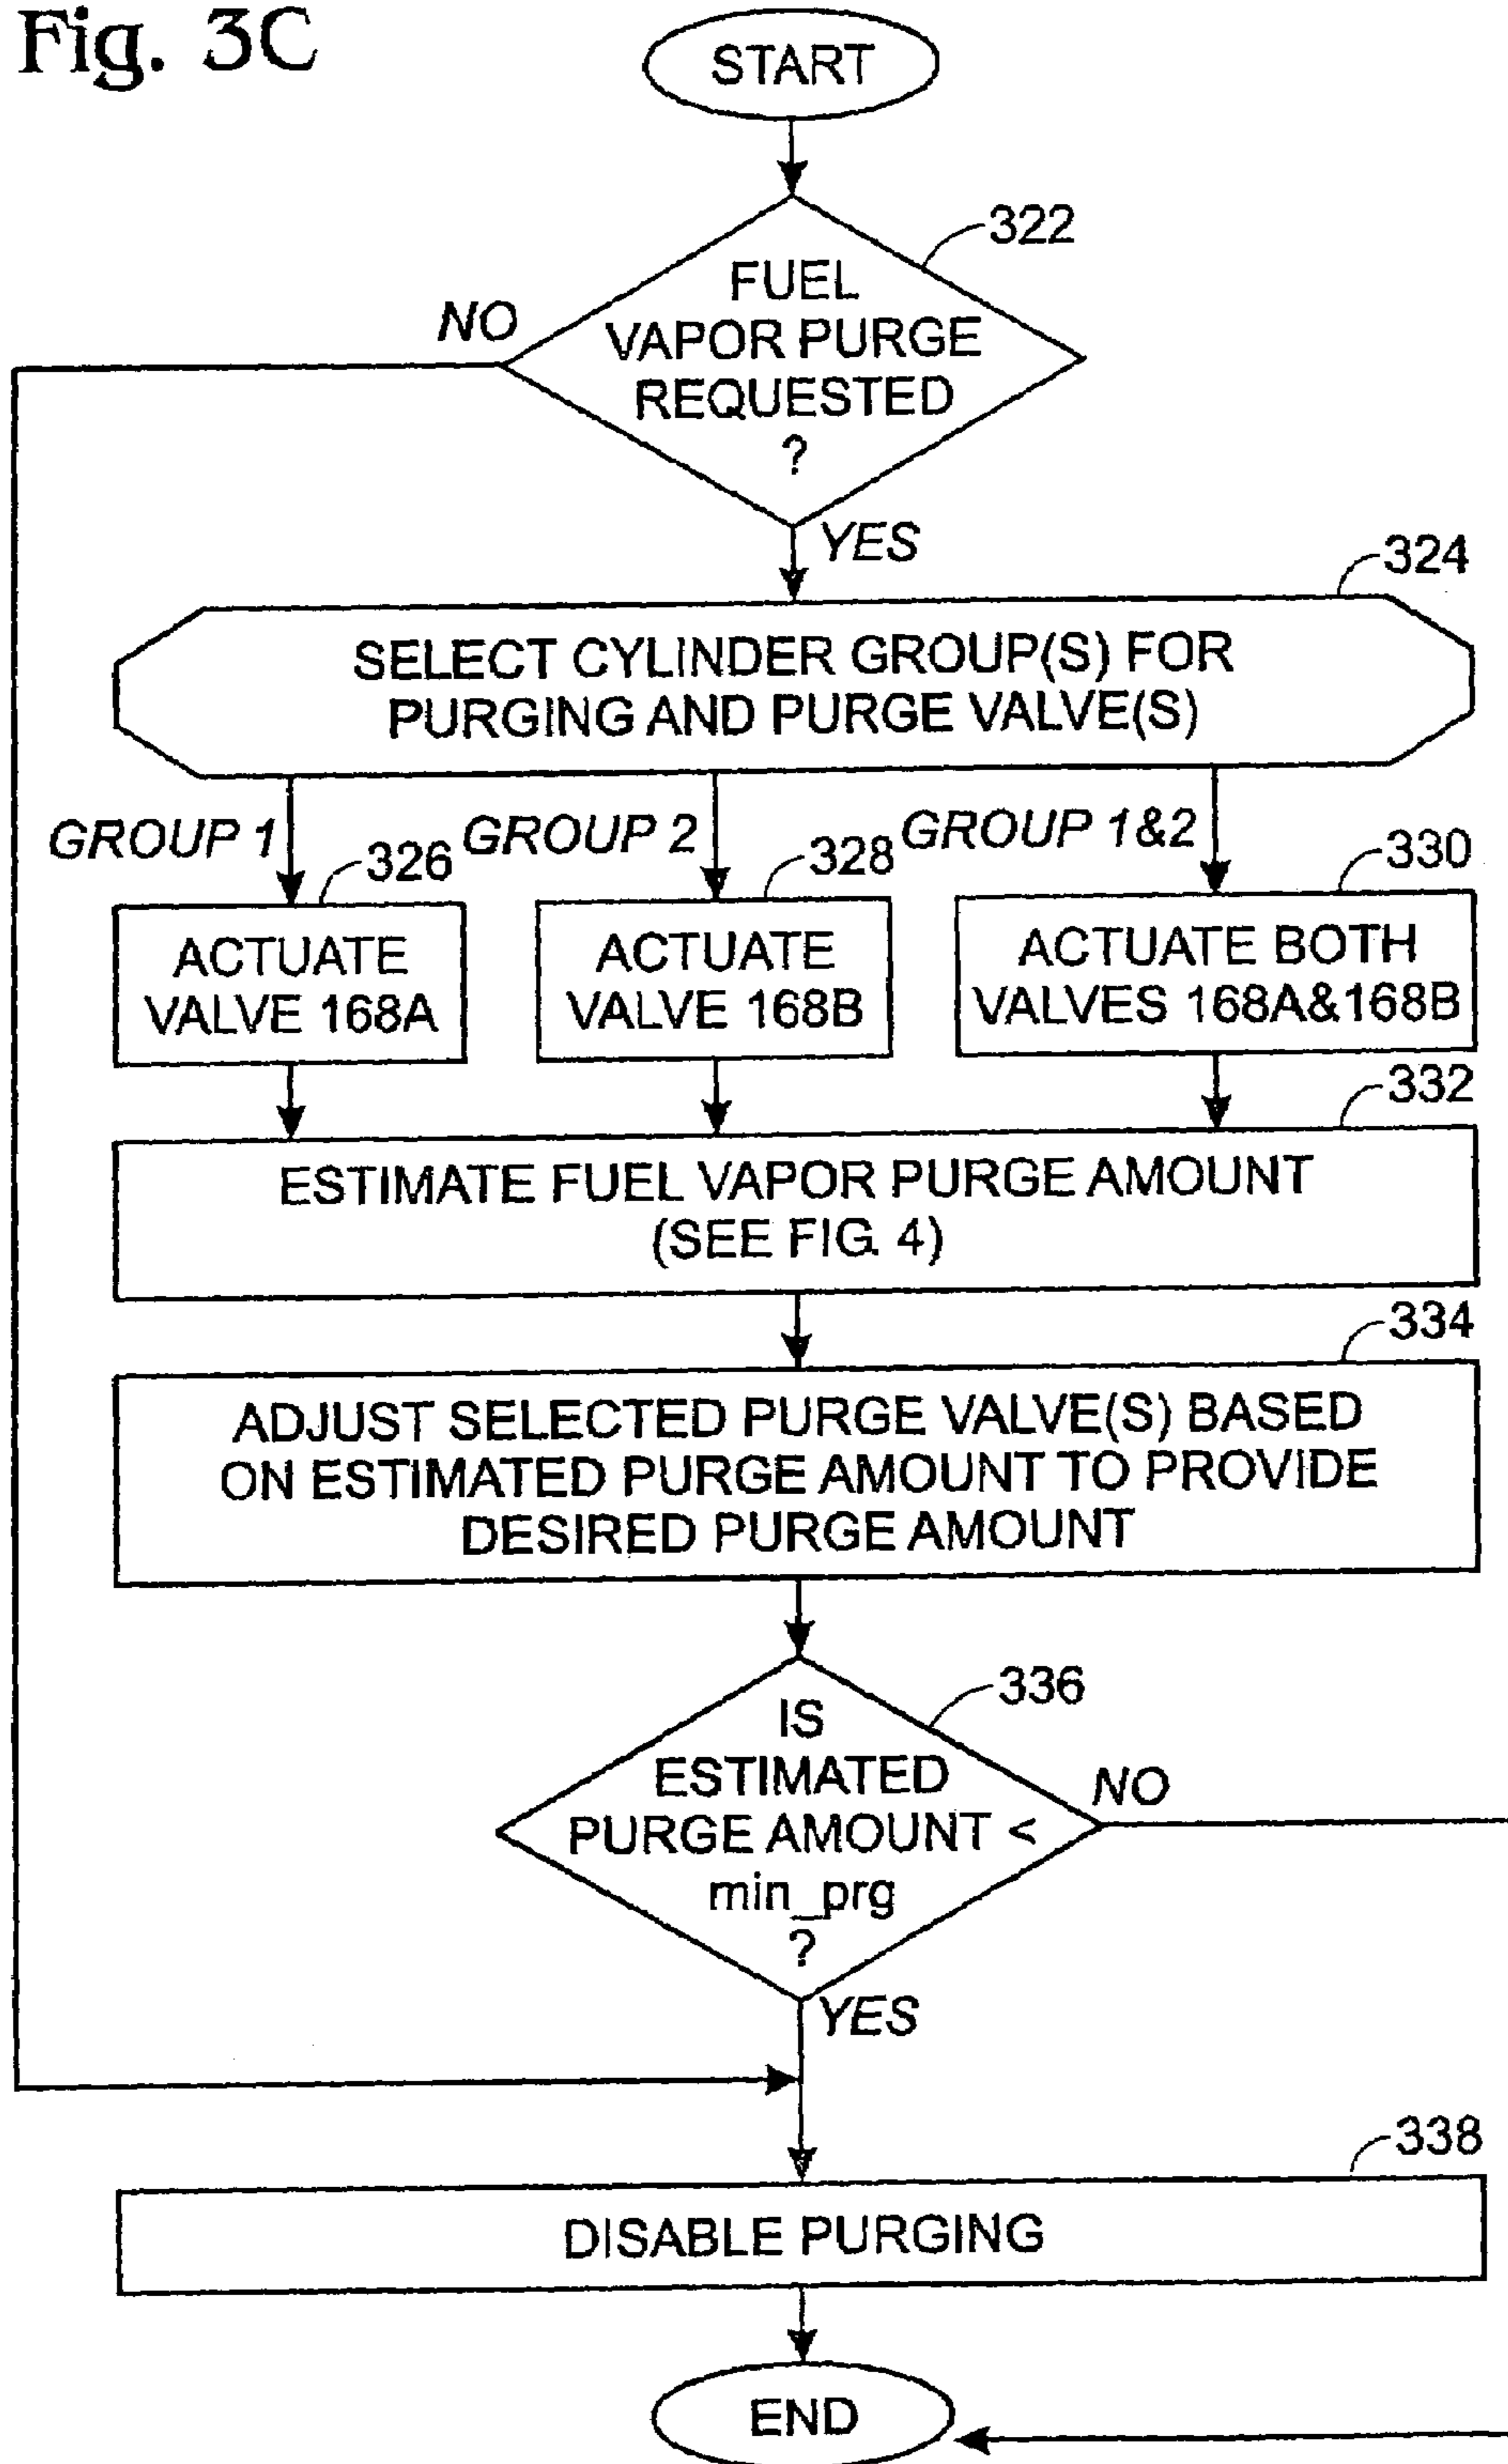 Fig. 3C
START
322
FUEL
VAPOR PURGE
REQUESTED
?
NO
YES
324
SELECT CYLINDER GROUP(S) FOR
PURGING AND PURGE VALVE(S)
GROUP 1
GROUP 2
GROUP 1&2
326
328
330
ACTUATE
VALVE 168A
ACTUATE
VALVE 168B
ACTUATE BOTH
VALVES 168A&168B
332
ESTIMATE FUEL VAPOR PURGE AMOUNT
(SEE FIG. 4)
334
ADJUST SELECTED PURGE VALVE(S) BASED
ON ESTIMATED PURGE AMOUNT TO PROVIDE
DESIRED PURGE AMOUNT
336
IS
ESTIMATED
PURGE AMOUNT <
min_prg
?
NO
YES
338
DISABLE PURGING
END